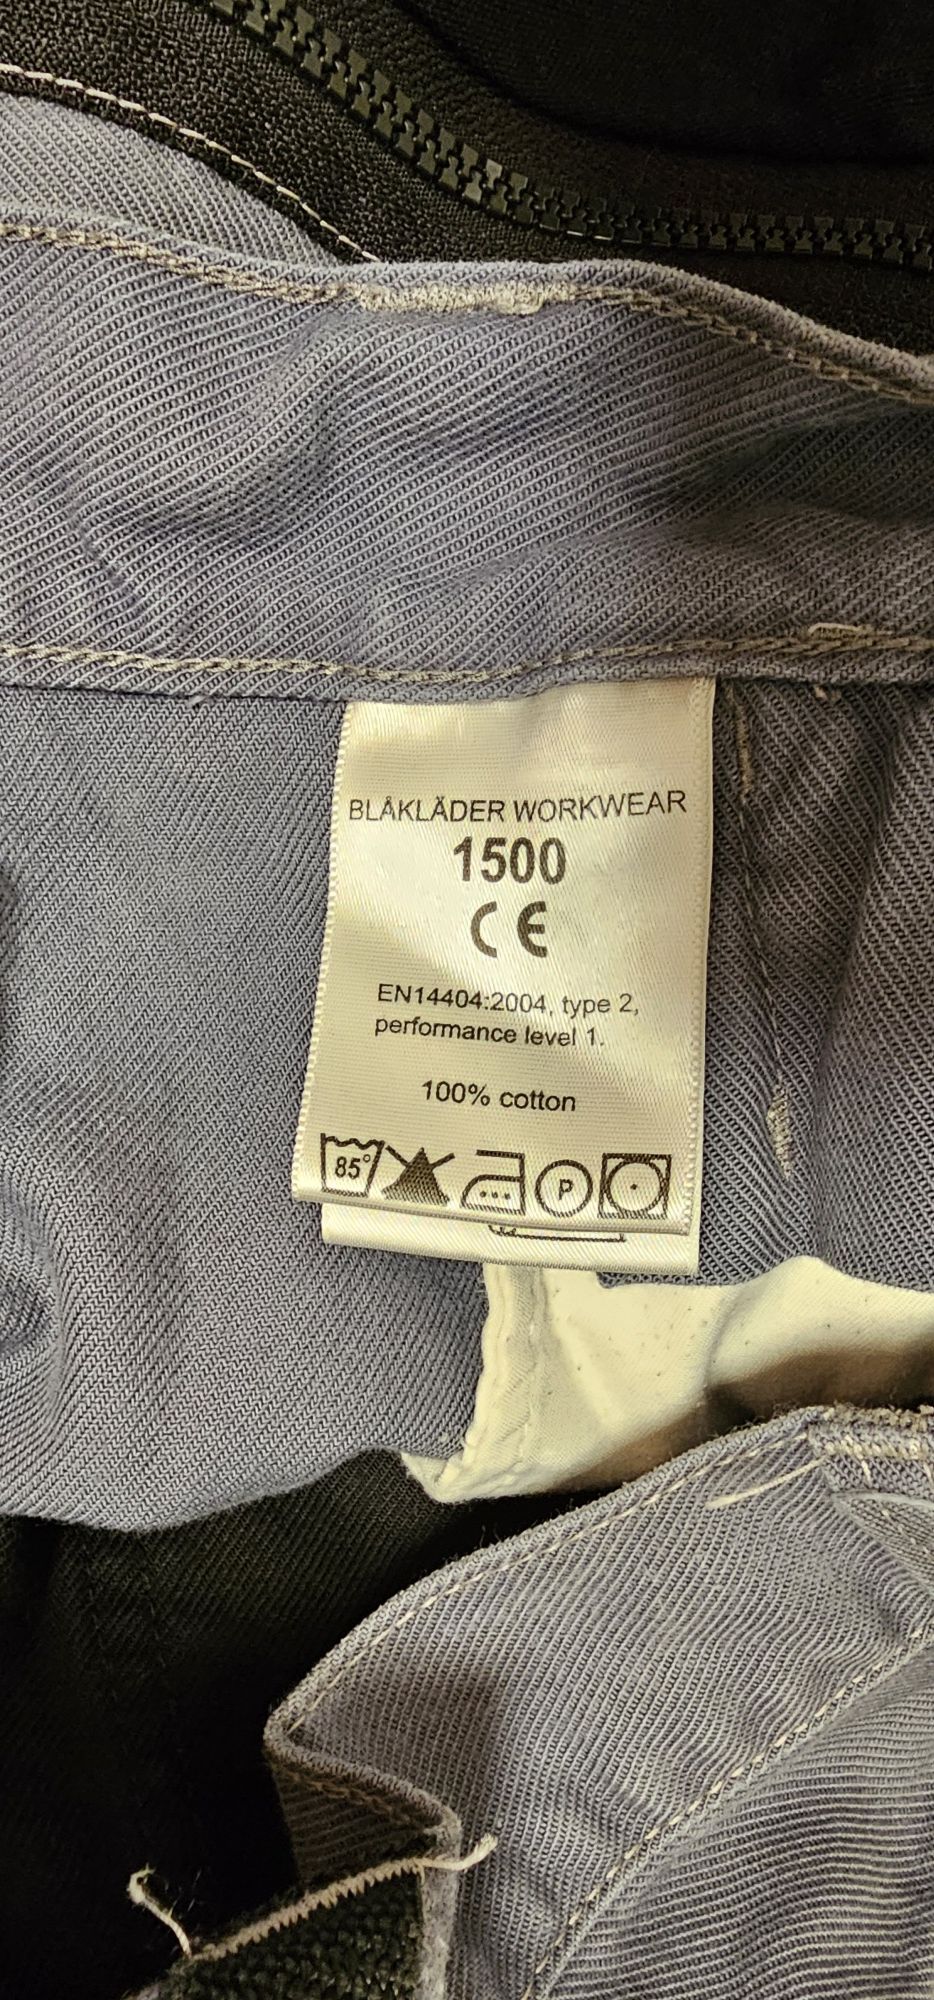 BLÅKLÄDER WORKWEAR
1500
CE
EN14404:2004, type 2,
performance level 1.
100% cotton
85° P